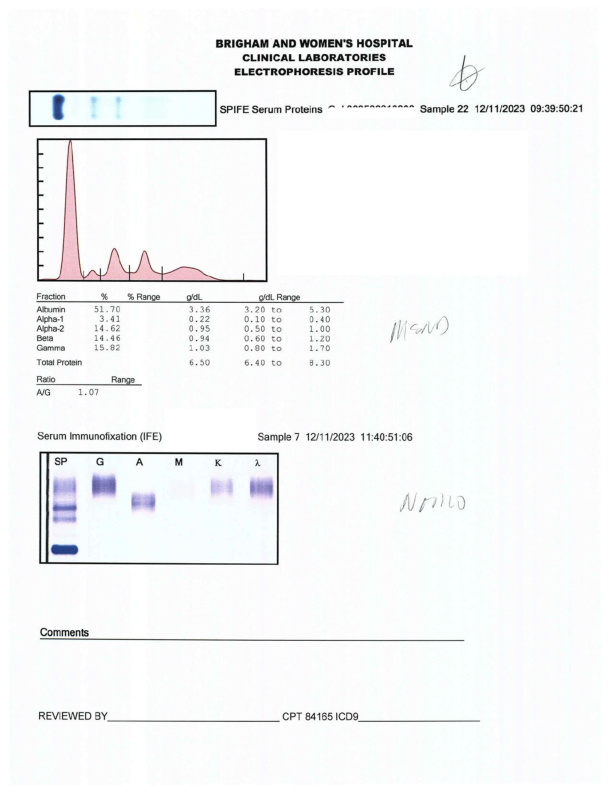 BRIGHAM AND WOMEN'S HOSPITAL
CLINICAL LABORATORIES
ELECTROPHORESIS PROFILE
SPIFE Serum Proteins Sample 22 12/11/2023 09:39:50:21
Fraction % % Range g/dL g/dL Range
Albumin 51.70 3.36 3.20 to 5.30
Alpha-1 3.41 0.22 0.10 to 0.40
Alpha-2 14.62 0.95 0.50 to 1.00
Beta 14.46 0.94 0.60 to 1.20
Gamma 15.82 1.03 0.80 to 1.70
Total Protein 6.50 6.40 to 8.30
Ratio Range
A/G 1.07
Serum Immunofixation (IFE) Sample 7 12/11/2023 11:40:51:06
SP G A M K λ
Comments
REVIEWED BY CPT 84165 ICD9